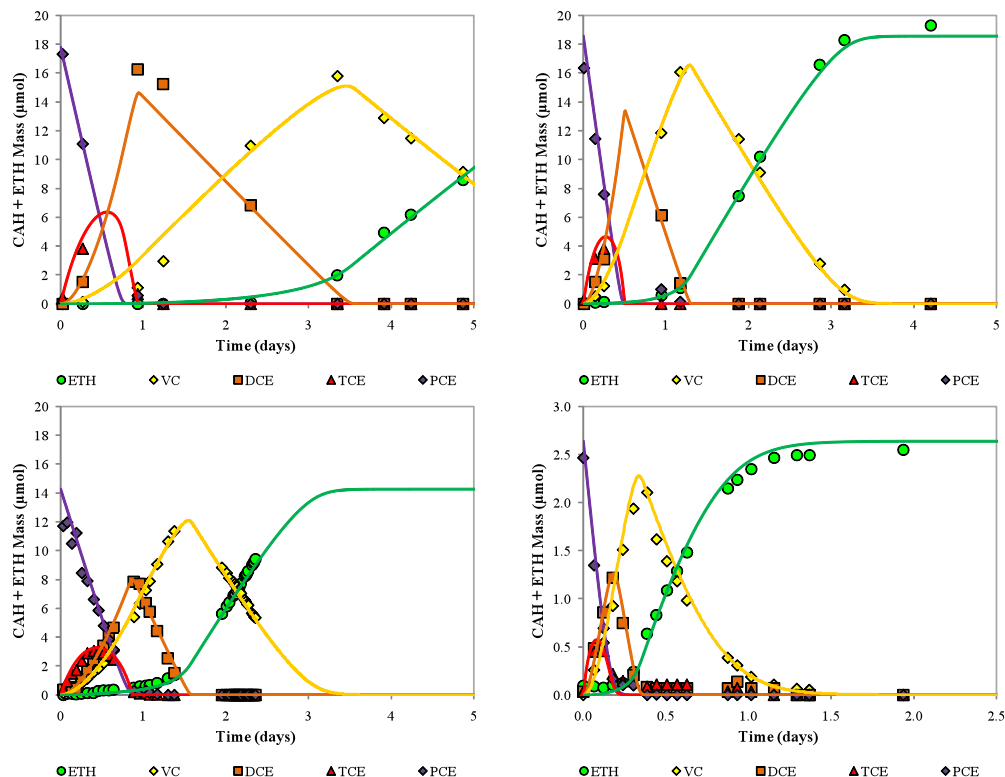 CAH + ETH Mass (µmol)
20
18
16
14
12
10
8
6
4
2
0
0 1 2 3 4 5
Time (days)
ETH VC DCE TCE PCE
CAH + ETH Mass (µmol)
20
18
16
14
12
10
8
6
4
2
0
0 1 2 3 4 5
Time (days)
ETH VC DCE TCE PCE
CAH + ETH Mass (µmol)
20
18
16
14
12
10
8
6
4
2
0
0 1 2 3 4 5
Time (days)
ETH VC DCE TCE PCE
CAH + ETH Mass (µmol)
3.0
2.5
2.0
1.5
1.0
0.5
0.0
0.0 0.5 1.0 1.5 2.0 2.5
Time (days)
ETH VC DCE TCE PCE